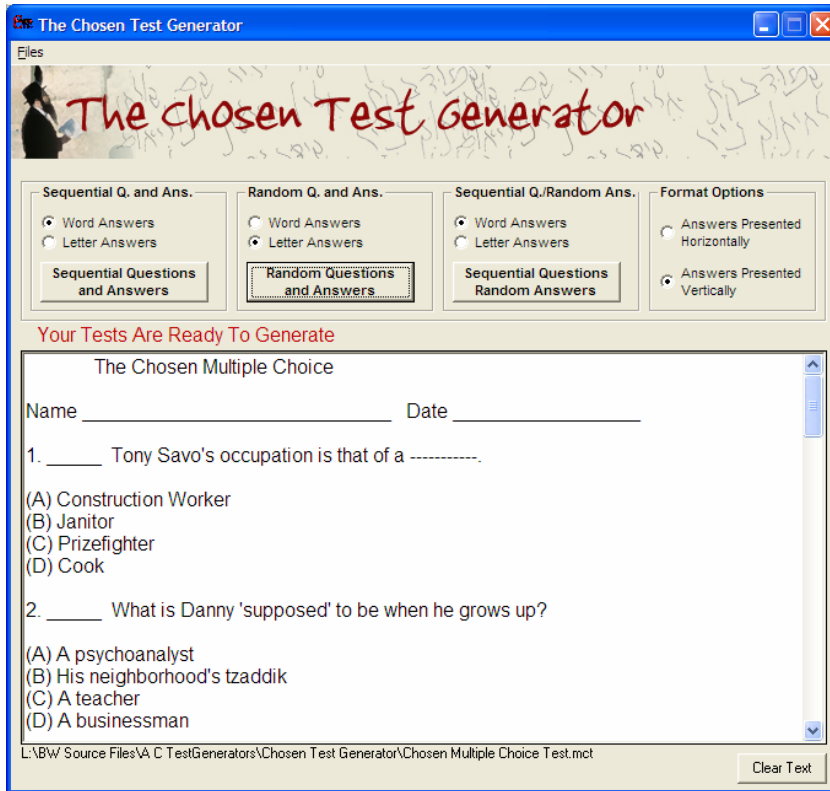 The Chosen Test Generator
Files
The Chosen Test Generator
Sequential Q. and Ans.
Word Answers
Letter Answers
Sequential Questions
and Answers
Random Q. and Ans.
Word Answers
Letter Answers
Random Questions
and Answers
Sequential Q./Random Ans.
Word Answers
Letter Answers
Sequential Questions
Random Answers
Format Options
Answers Presented
Horizontally
Answers Presented
Vertically
Your Tests Are Ready To Generate
The Chosen Multiple Choice
Name ______________________________ Date __________________
1. _____ Tony Savo's occupation is that of a -----------.
(A) Construction Worker
(B) Janitor
(C) Prizefighter
(D) Cook
2. _____ What is Danny 'supposed' to be when he grows up?
(A) A psychoanalyst
(B) His neighborhood's tzaddik
(C) A teacher
(D) A businessman
L:\BW Source Files\A C TestGenerators\Chosen Test Generator\Chosen Multiple Choice Test.mct
Clear Text